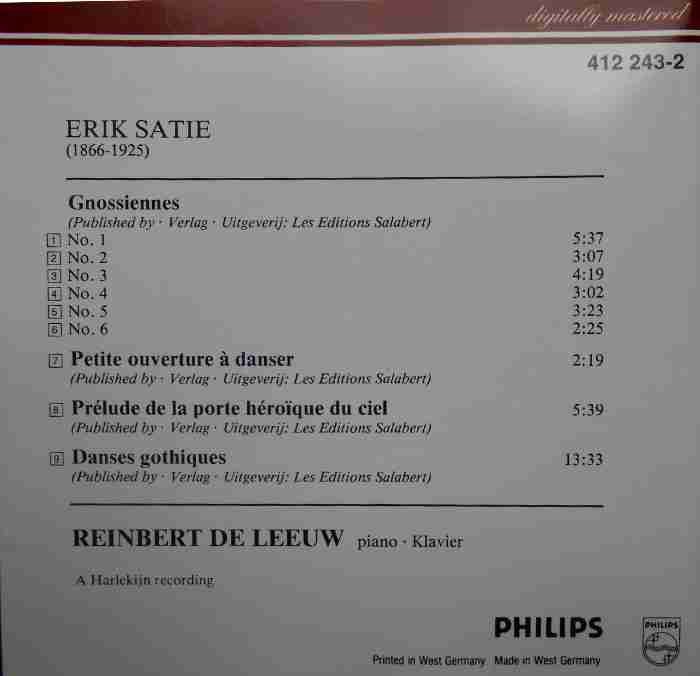 digitally mastered
412 243-2
ERIK SATIE
(1866-1925)
Gnossiennes
(Published by · Verlag · Uitgeverij: Les Editions Salabert)
1 No. 1 5:37
2 No. 2 3:07
3 No. 3 4:19
4 No. 4 3:02
5 No. 5 3:23
6 No. 6 2:25
7 Petite ouverture à danser 2:19
(Published by · Verlag · Uitgeverij: Les Editions Salabert)
8 Prélude de la porte héroïque du ciel 5:39
(Published by · Verlag · Uitgeverij: Les Editions Salabert)
9 Danses gothiques 13:33
(Published by · Verlag · Uitgeverij: Les Editions Salabert)
REINBERT DE LEEUW piano · Klavier
A Harlekijn recording
PHILIPS
PHILIPS
Printed in West Germany Made in West Germany